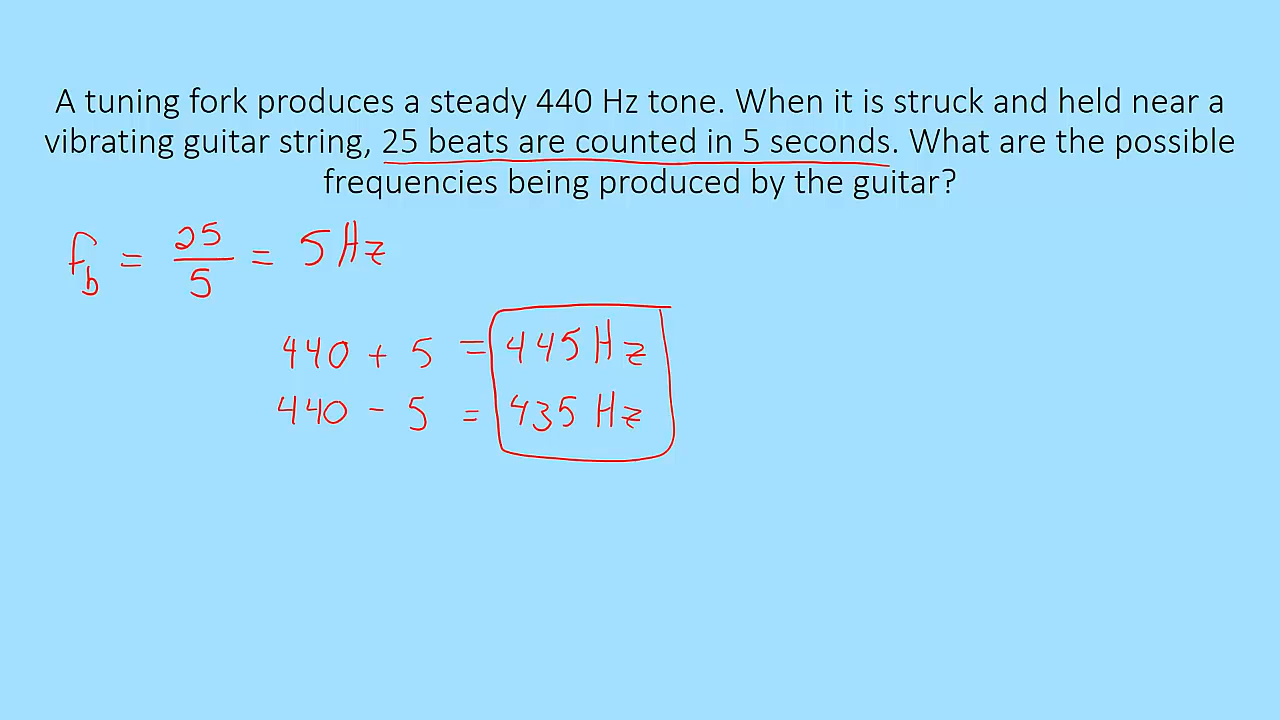 A tuning fork produces a steady 440 Hz tone. When it is struck and held near a
vibrating guitar string, 25 beats are counted in 5 seconds. What are the possible
frequencies being produced by the guitar?
f_b = 25/5 = 5 Hz
440 + 5 = 445 Hz
440 - 5 = 435 Hz